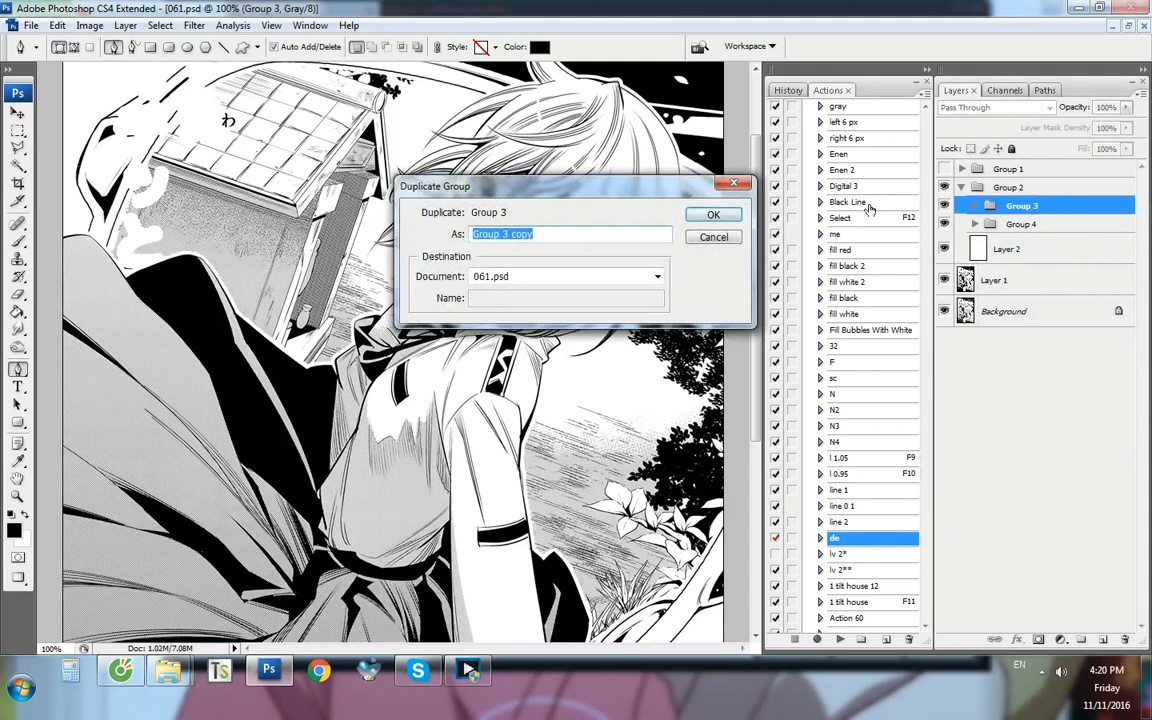 Adobe Photoshop CS4 Extended - [061.psd @ 100% (Group 3, Gray/8)]
File Edit Image Layer Select Filter Analysis View Window Help
Auto Add/Delete Style: Color: Workspace
Ps
History Actions
gray
left 6 px
right 6 px
Enen
Enen 2
Digital 3
Black Line
Select F12
me
fill red
fill black 2
fill white 2
fill black
fill white
Fill Bubbles With White
32
F
sc
N
N2
N3
N4
l 1.05 F9
l 0.95 F10
line 1
line 0 1
line 2
de
lv 2*
lv 2**
1 tilt house 12
1 tilt house F11
Action 60
Layers Channels Paths
Pass Through Opacity: 100%
Layer Mask Density: 100%
Lock: Fill: 100%
Group 1
Group 2
Group 3
Group 4
Layer 2
Layer 1
Background
わ
Duplicate Group
Duplicate: Group 3
As: Group 3 copy
Destination
Document: 061.psd
Name:
OK
Cancel
100% Doc: 1.02M/7.08M
TS
Ps
S
EN
4:20 PM
Friday
11/11/2016